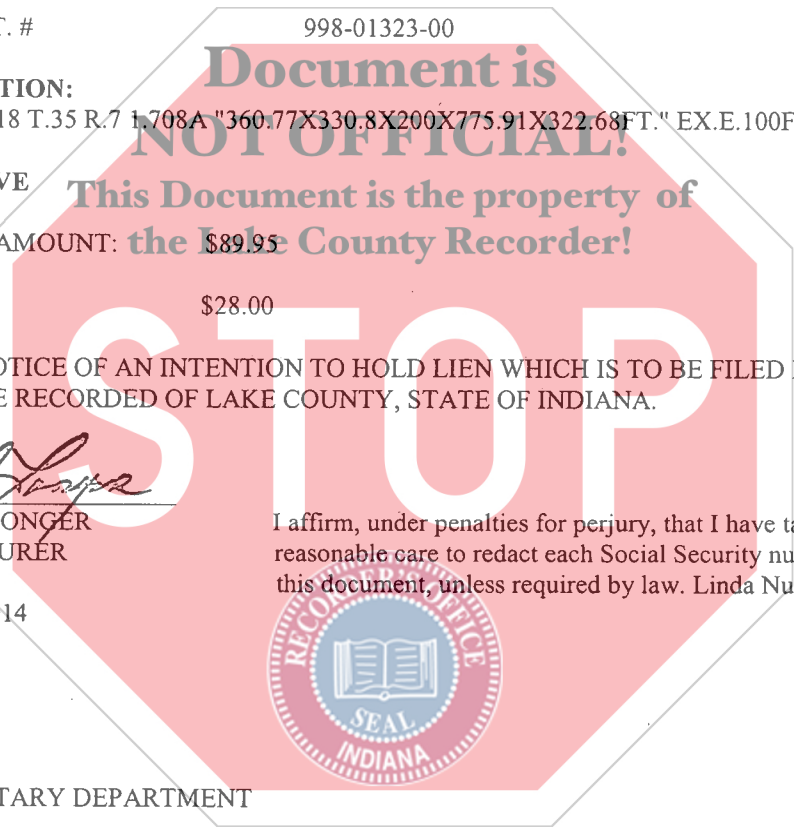 T. # 998-01323-00
Document is
TION:
18 T.35 R.7 1.708A "360.77X330.8X200X775.91X322.68FT." EX.E.100F
NOT OFFICIAL!
VE
This Document is the property of
AMOUNT: $89.95
the Lake County Recorder!
$28.00
OTICE OF AN INTENTION TO HOLD LIEN WHICH IS TO BE FILED
E RECORDED OF LAKE COUNTY, STATE OF INDIANA.
STOP
ONGER
URER
I affirm, under penalties for perjury, that I have ta
reasonable care to redact each Social Security nu
this document, unless required by law. Linda Nu
14
RECORDER'S OFFICE
SEAL
INDIANA
TARY DEPARTMENT